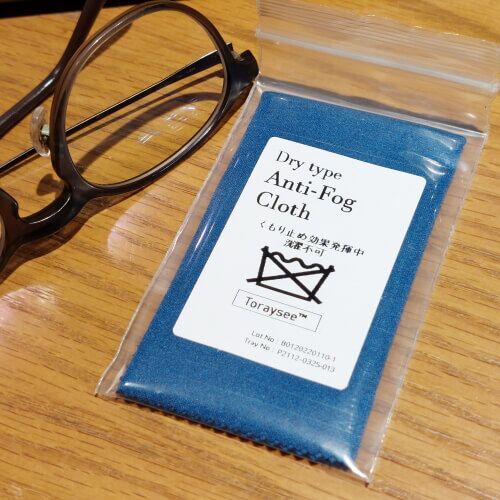 Dry type
Anti-Fog
Cloth
くもり止め効果発揮中
洗濯不可
Toraysee™
Lot No : B0120220110-1
Tray No : P2112-0325-013